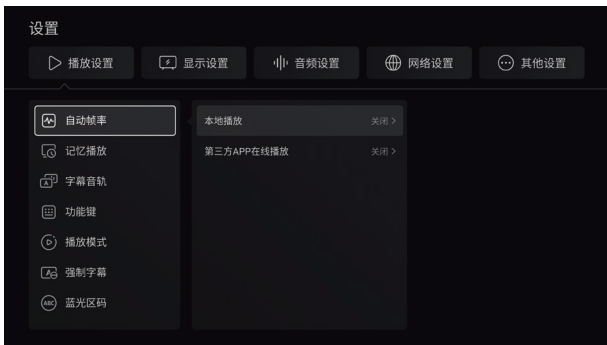 设置
播放设置 显示设置 音频设置 网络设置 其他设置
自动帧率
记忆播放
字幕音轨
功能键
播放模式
强制字幕
ABC 蓝光区码
本地播放 关闭 >
第三方APP在线播放 关闭 >